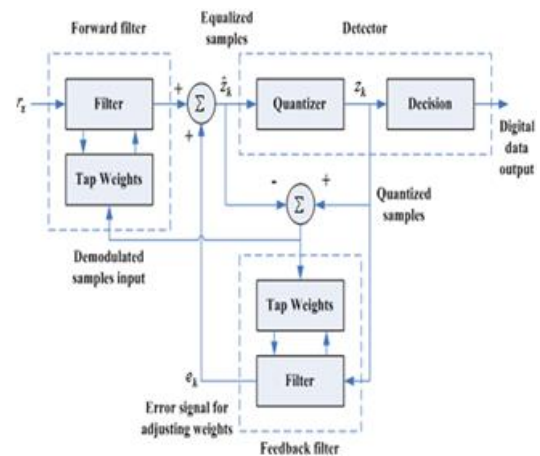 Forward filter
Equalized
samples
Detector
r_x
Filter
+
Σ
ẑ_k
Quantizer
z_k
Decision
+
Tap Weights
Digital
data
output
-
+
Σ
Quantized
samples
Demodulated
samples input
Tap Weights
e_k
Filter
Error signal for
adjusting weights
Feedback filter